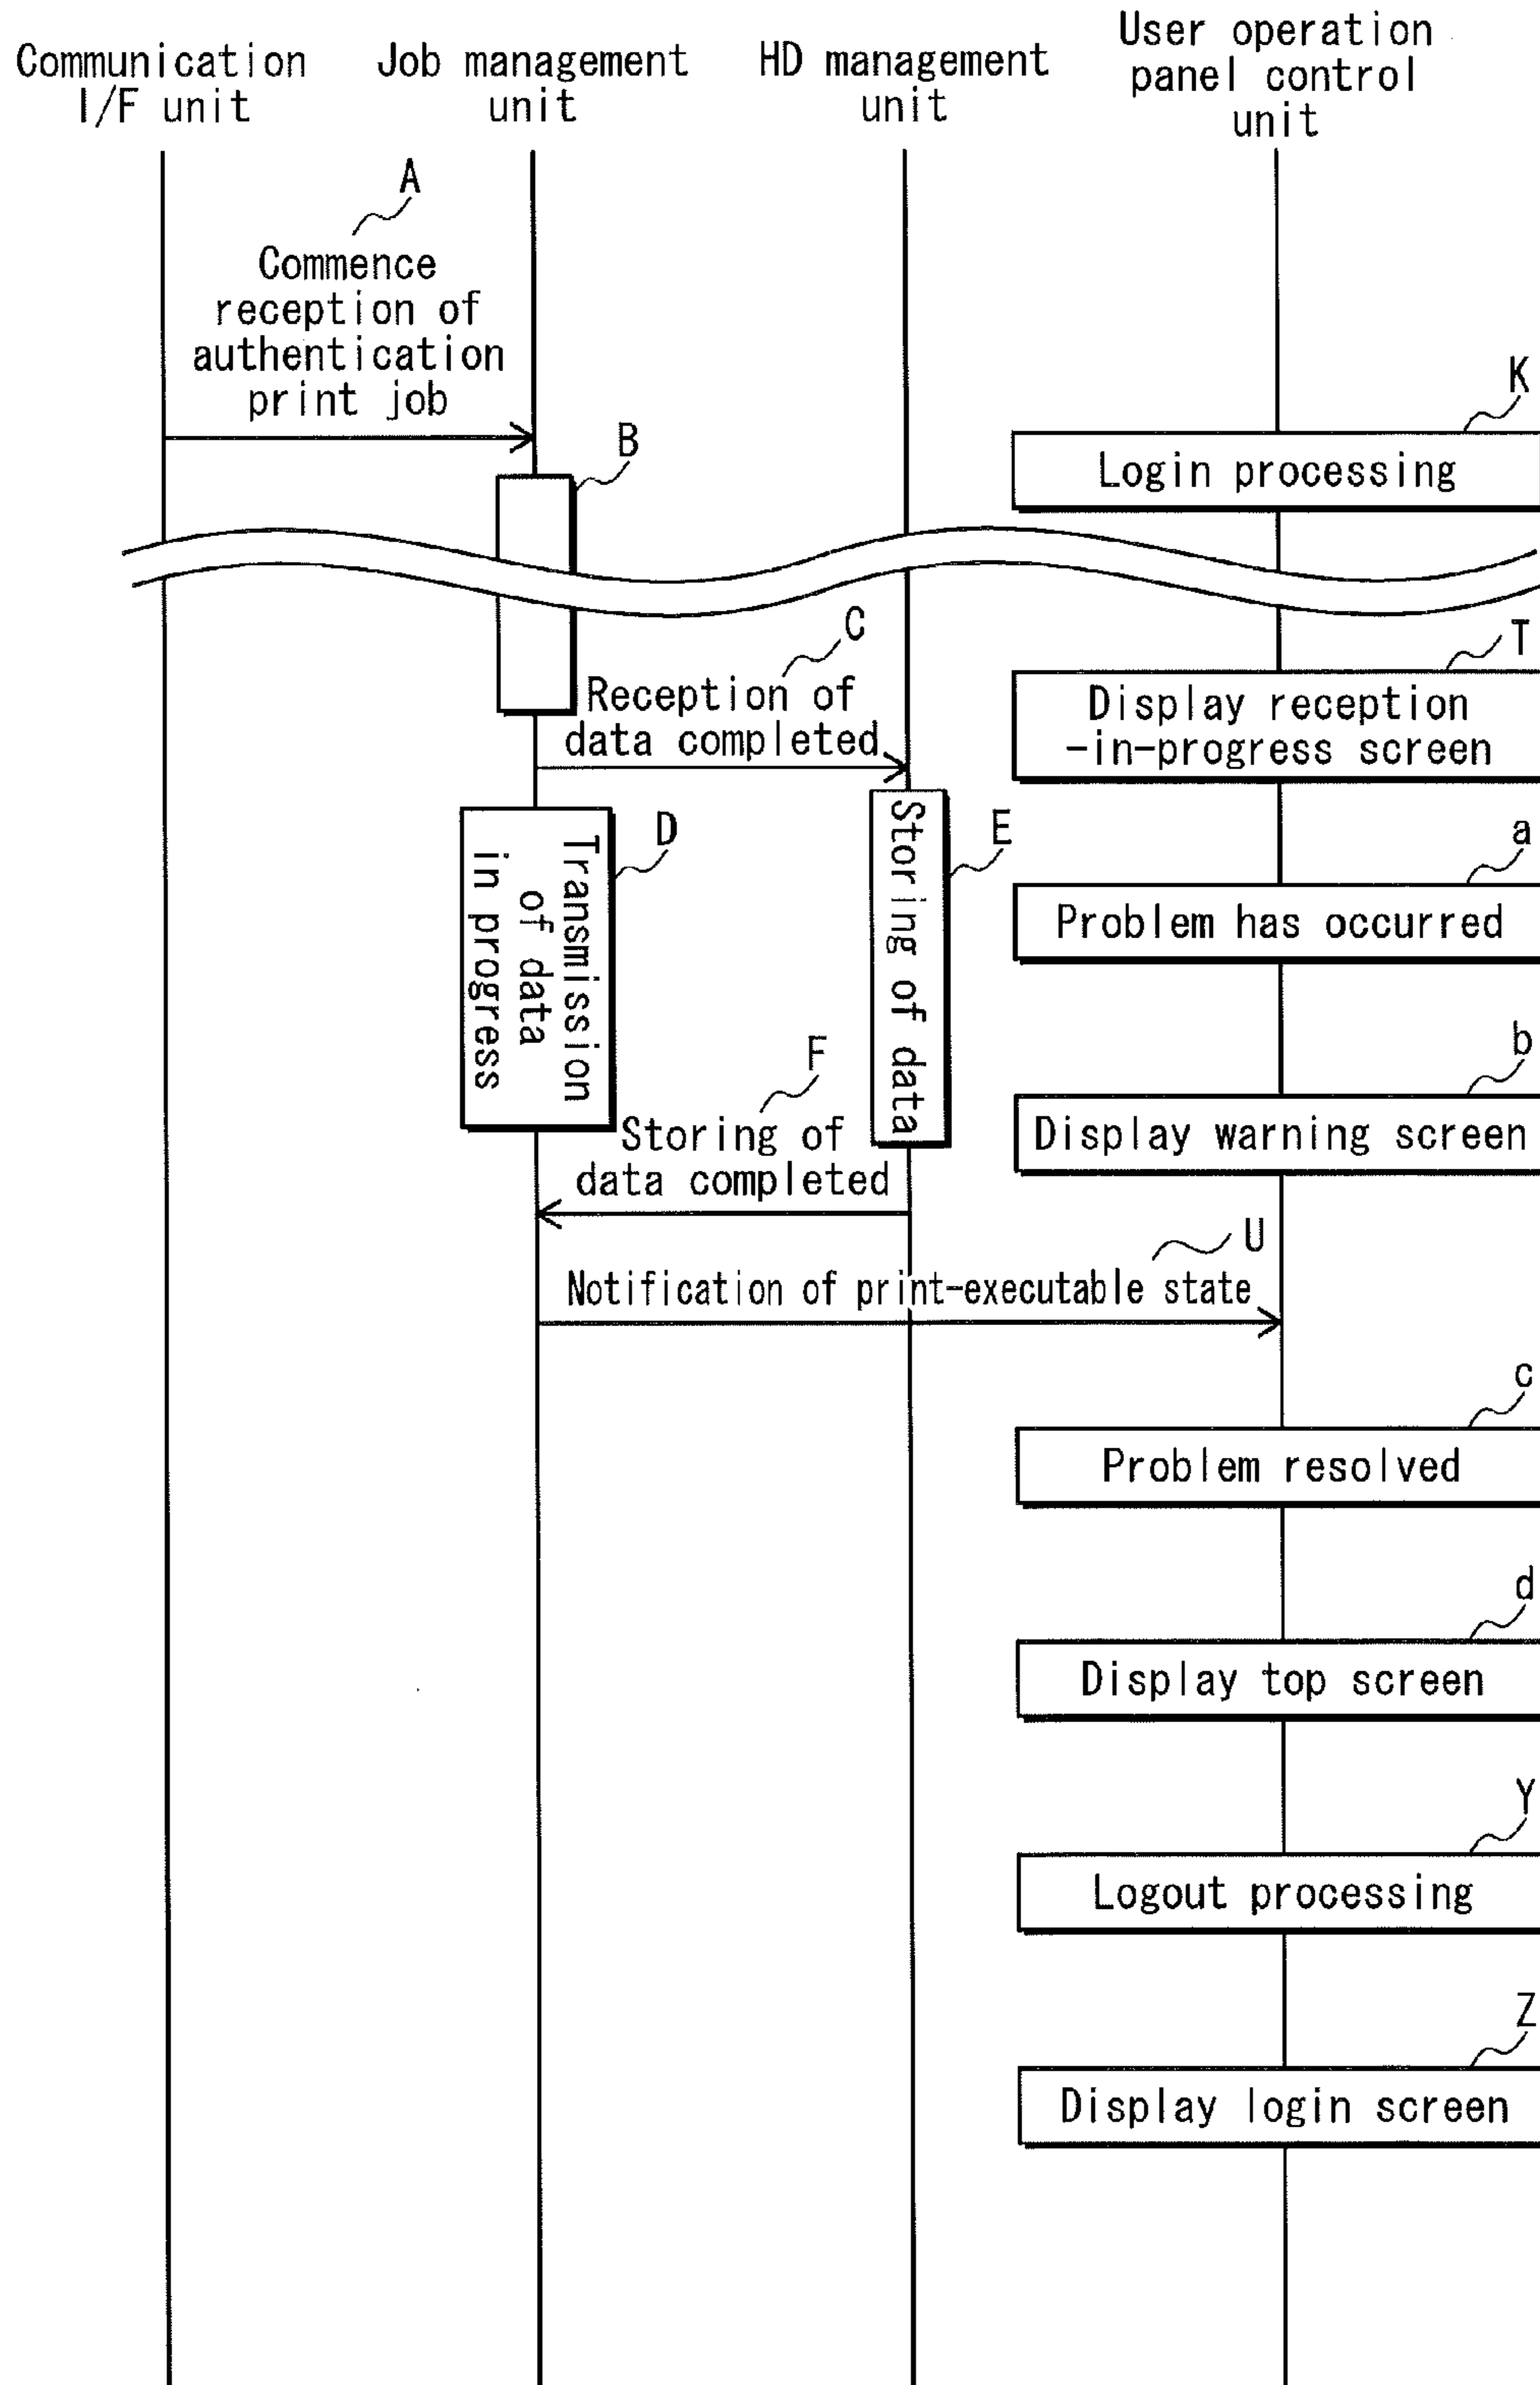 Communication
I/F unit
Job management
unit
HD management
unit
User operation
panel control
unit
A
Commence
reception of
authentication
print job
K
Login processing
B
C
Reception of
data completed
T
Display reception
-in-progress screen
D
Transmission
of data
in progress
E
Storing of data
a
Problem has occurred
b
Display warning screen
F
Storing of
data completed
U
Notification of print-executable state
c
Problem resolved
d
Display top screen
Y
Logout processing
Z
Display login screen